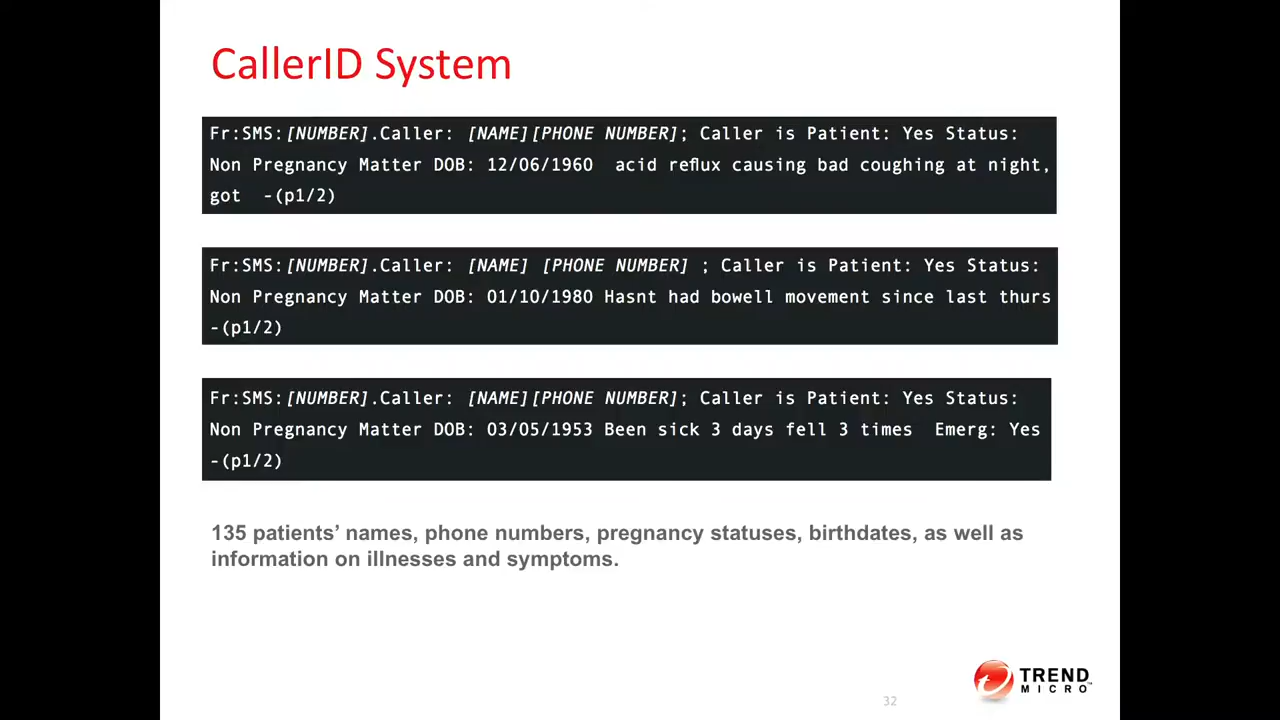 CallerID System
Fr:SMS:[NUMBER].Caller: [NAME][PHONE NUMBER]; Caller is Patient: Yes Status:
Non Pregnancy Matter DOB: 12/06/1960  acid reflux causing bad coughing at night,
got  -(p1/2)
Fr:SMS:[NUMBER].Caller: [NAME] [PHONE NUMBER] ; Caller is Patient: Yes Status:
Non Pregnancy Matter DOB: 01/10/1980 Hasnt had bowell movement since last thurs
-(p1/2)
Fr:SMS:[NUMBER].Caller: [NAME][PHONE NUMBER]; Caller is Patient: Yes Status:
Non Pregnancy Matter DOB: 03/05/1953 Been sick 3 days fell 3 times  Emerg: Yes
-(p1/2)
135 patients’ names, phone numbers, pregnancy statuses, birthdates, as well as
information on illnesses and symptoms.
32
TREND
MICRO